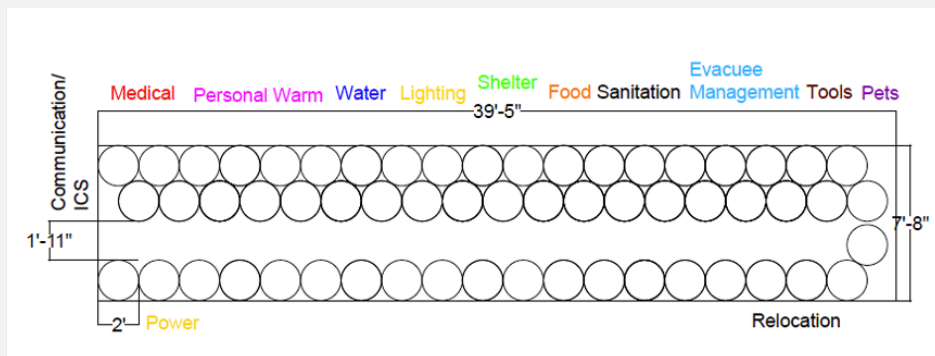 Communication/
ICS
Medical
Personal Warm
Water
Lighting
Shelter
Food
Sanitation
Evacuee
Management
Tools
Pets
39'-5"
7'-8"
1'-11"
2'
Power
Relocation